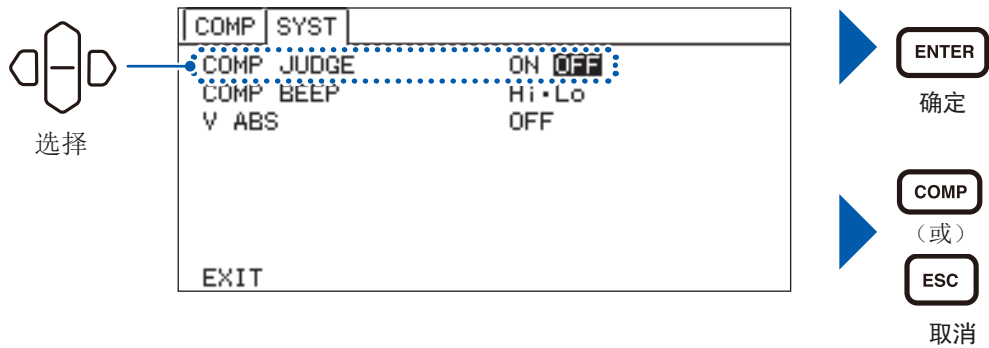 选择
COMP SYST
COMP JUDGE ON OFF
COMP BEEP Hi・Lo
V ABS OFF
EXIT
ENTER
确定
COMP
（或）
ESC
取消